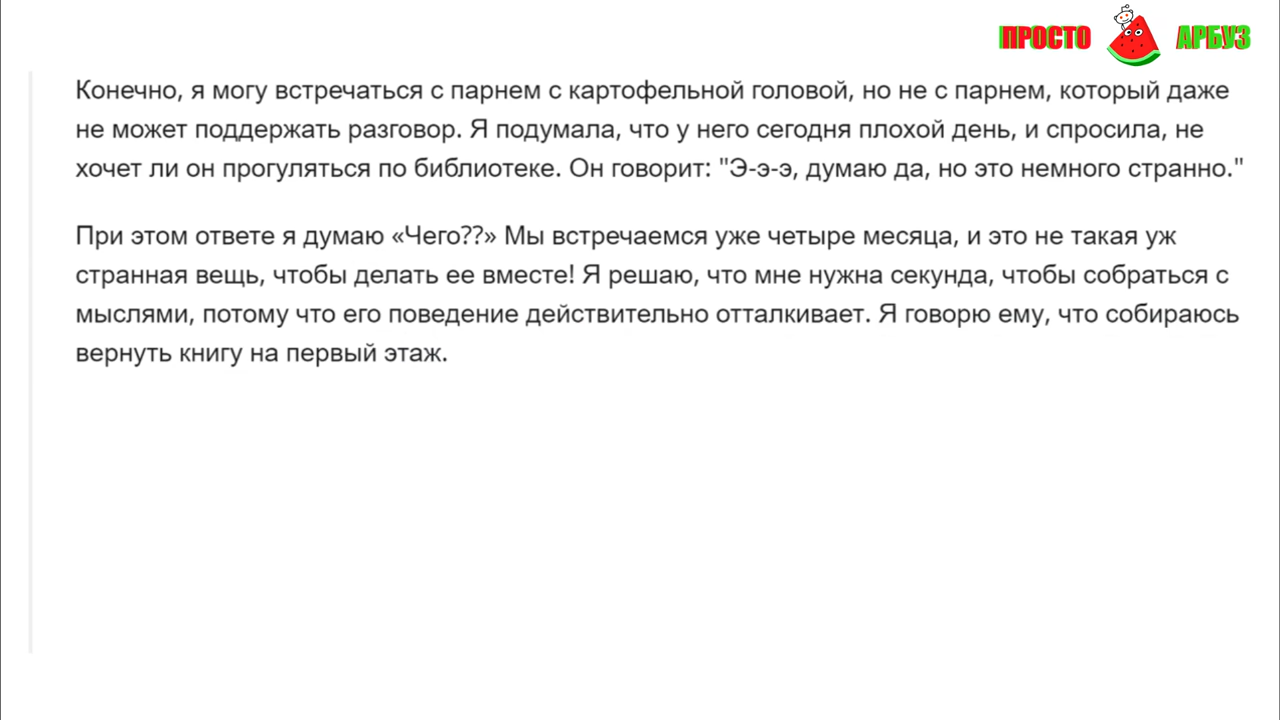 ПРОСТО АРБУЗ
Конечно, я могу встречаться с парнем с картофельной головой, но не с парнем, который даже
не может поддержать разговор. Я подумала, что у него сегодня плохой день, и спросила, не
хочет ли он прогуляться по библиотеке. Он говорит: "Э-э-э, думаю да, но это немного странно."
При этом ответе я думаю «Чего??» Мы встречаемся уже четыре месяца, и это не такая уж
странная вещь, чтобы делать ее вместе! Я решаю, что мне нужна секунда, чтобы собраться с
мыслями, потому что его поведение действительно отталкивает. Я говорю ему, что собираюсь
вернуть книгу на первый этаж.